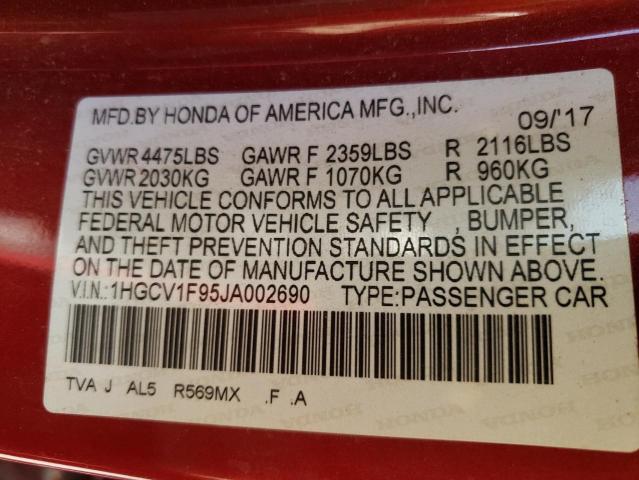 MFD.BY HONDA OF AMERICA MFG.,INC. 09/'17
GVWR 4475LBS GAWR F 2359LBS R 2116LBS
GVWR 2030KG GAWR F 1070KG R 960KG
THIS VEHICLE CONFORMS TO ALL APPLICABLE
FEDERAL MOTOR VEHICLE SAFETY , BUMPER,
AND THEFT PREVENTION STANDARDS IN EFFECT
ON THE DATE OF MANUFACTURE SHOWN ABOVE.
V.I.N.:1HGCV1F95JA002690 TYPE:PASSENGER CAR
TVA J AL5 R569MX .F .A